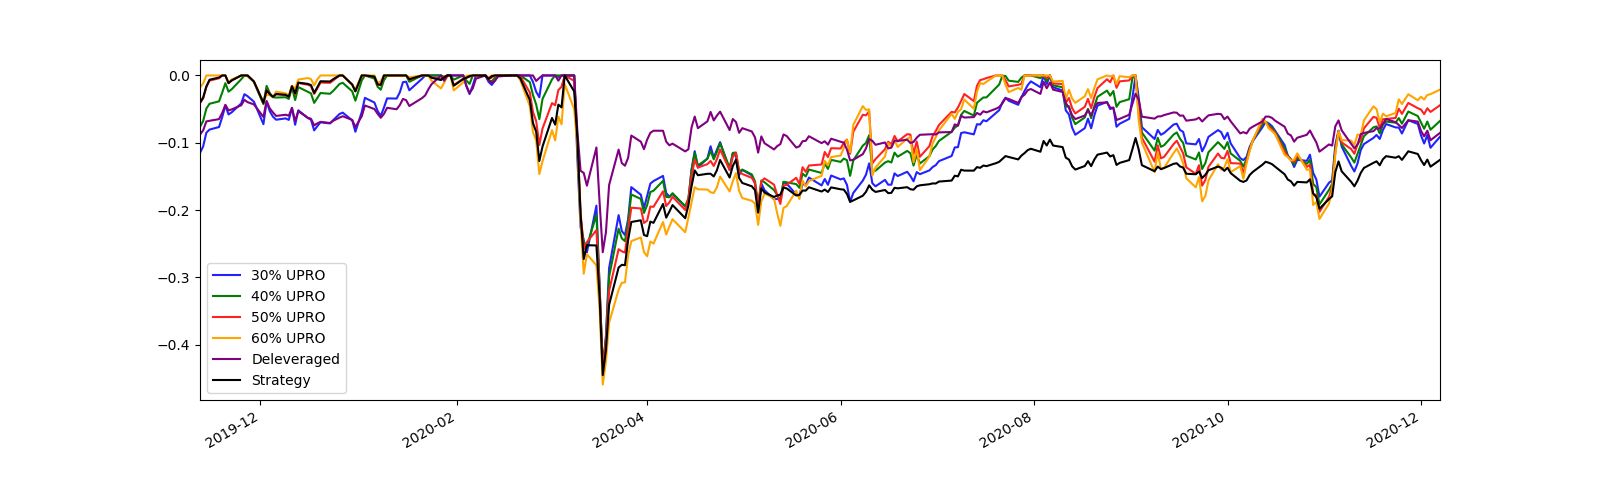 0.0
−0.1
−0.2
−0.3
−0.4
30% UPRO
40% UPRO
50% UPRO
60% UPRO
Deleveraged
Strategy
2019-12
2020-02
2020-04
2020-06
2020-08
2020-10
2020-12